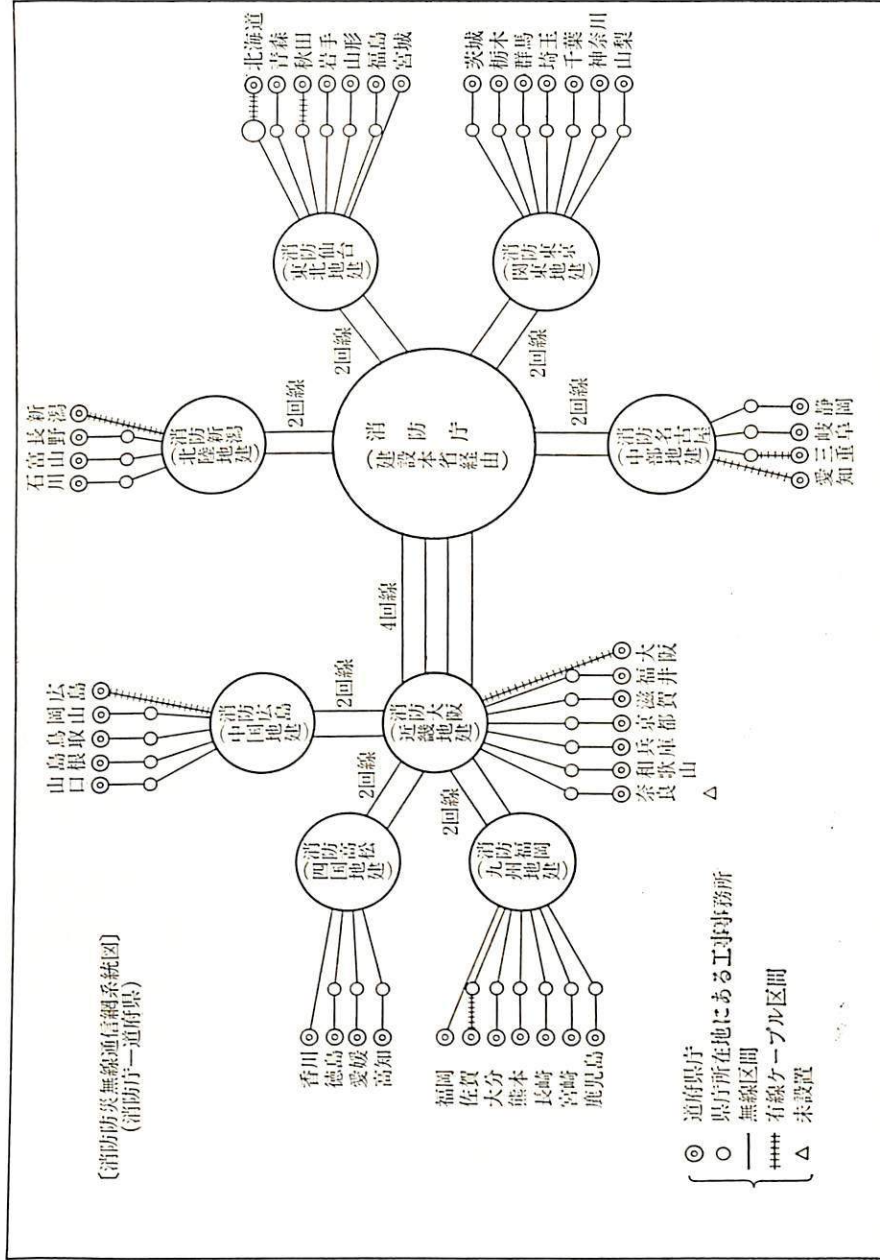 〔消防防災無線通信網系統図〕
(消防庁—道府県)
消防庁
(建設本省経由)
2回線
2回線
2回線
2回線
4回線
2回線
2回線
2回線
消防仙台
(東北地建)
北海道
青森
秋田
岩手
山形
福島
宮城
消防東京
(関東地建)
茨城
栃木
群馬
埼玉
千葉
神奈川
山梨
消防新潟
(北陸地建)
新潟
長野
富山
石川
消防名古屋
(中部地建)
静岡
岐阜
三重
愛知
消防大阪
(近畿地建)
大阪
福井
滋賀
京都
兵庫
和歌山
奈良
△
消防広島
(中国地建)
広島
岡山
鳥取
島根
山口
消防高松
(四国地建)
香川
徳島
愛媛
高知
消防福岡
(九州地建)
福岡
佐賀
大分
熊本
長崎
宮崎
鹿児島
◎ 道府県庁
○ 県庁所在地にある工事事務所
無線区間
有線ケーブル区間
△ 未設置